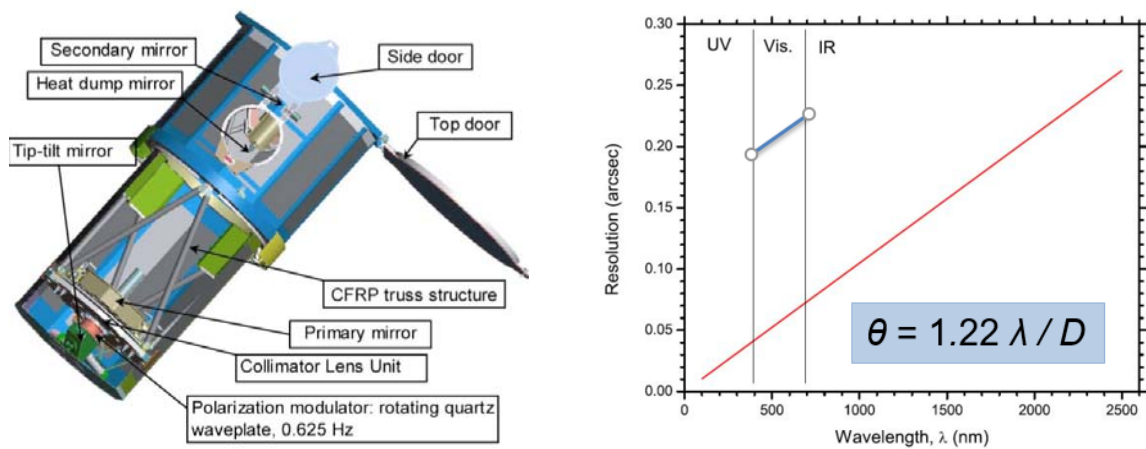 Secondary mirror
Side door
Heat dump mirror
Top door
Tip-tilt mirror
CFRP truss structure
Primary mirror
Collimator Lens Unit
Polarization modulator: rotating quartz
waveplate, 0.625 Hz
0.30
UV
Vis.
IR
0.25
0.20
0.15
0.10
0.05
0.00
Resolution (arcsec)
θ = 1.22 λ / D
0
500
1000
1500
2000
2500
Wavelength, λ (nm)